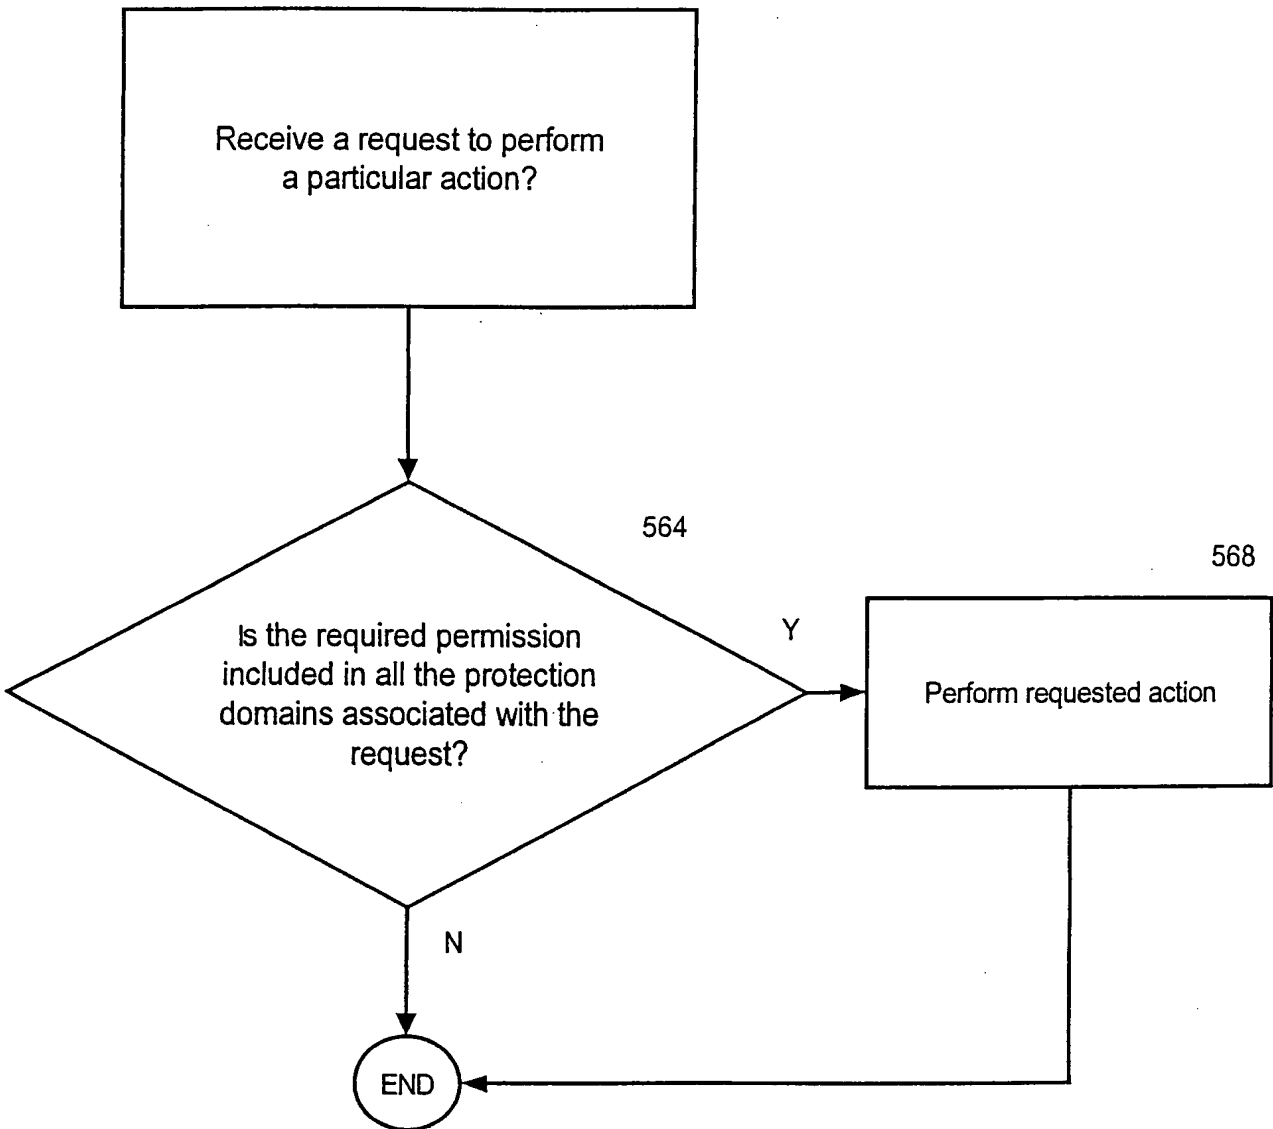 Receive a request to perform
a particular action?
564
568
Is the required permission
included in all the protection
domains associated with the
request?
Y
Perform requested action
N
END